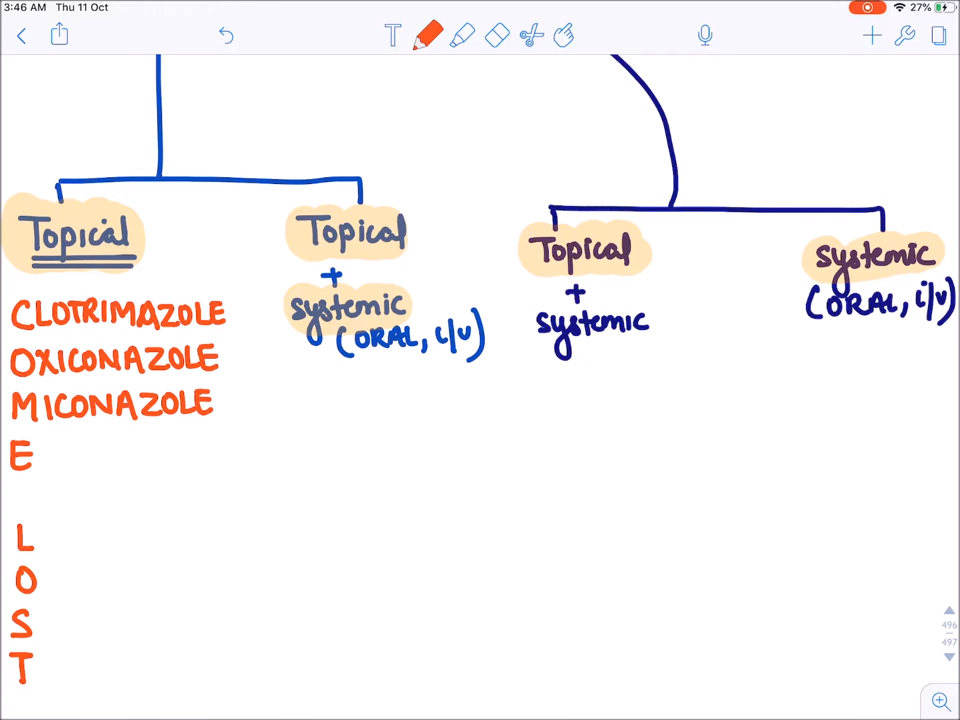 3:46 AM Thu 11 Oct
27%
T
Topical
CLOTRIMAZOLE
OXICONAZOLE
MICONAZOLE
E
L
O
S
T
Topical
+
systemic
(ORAL, i/v)
Topical
+
systemic
systemic
(ORAL, i/v)
496
497